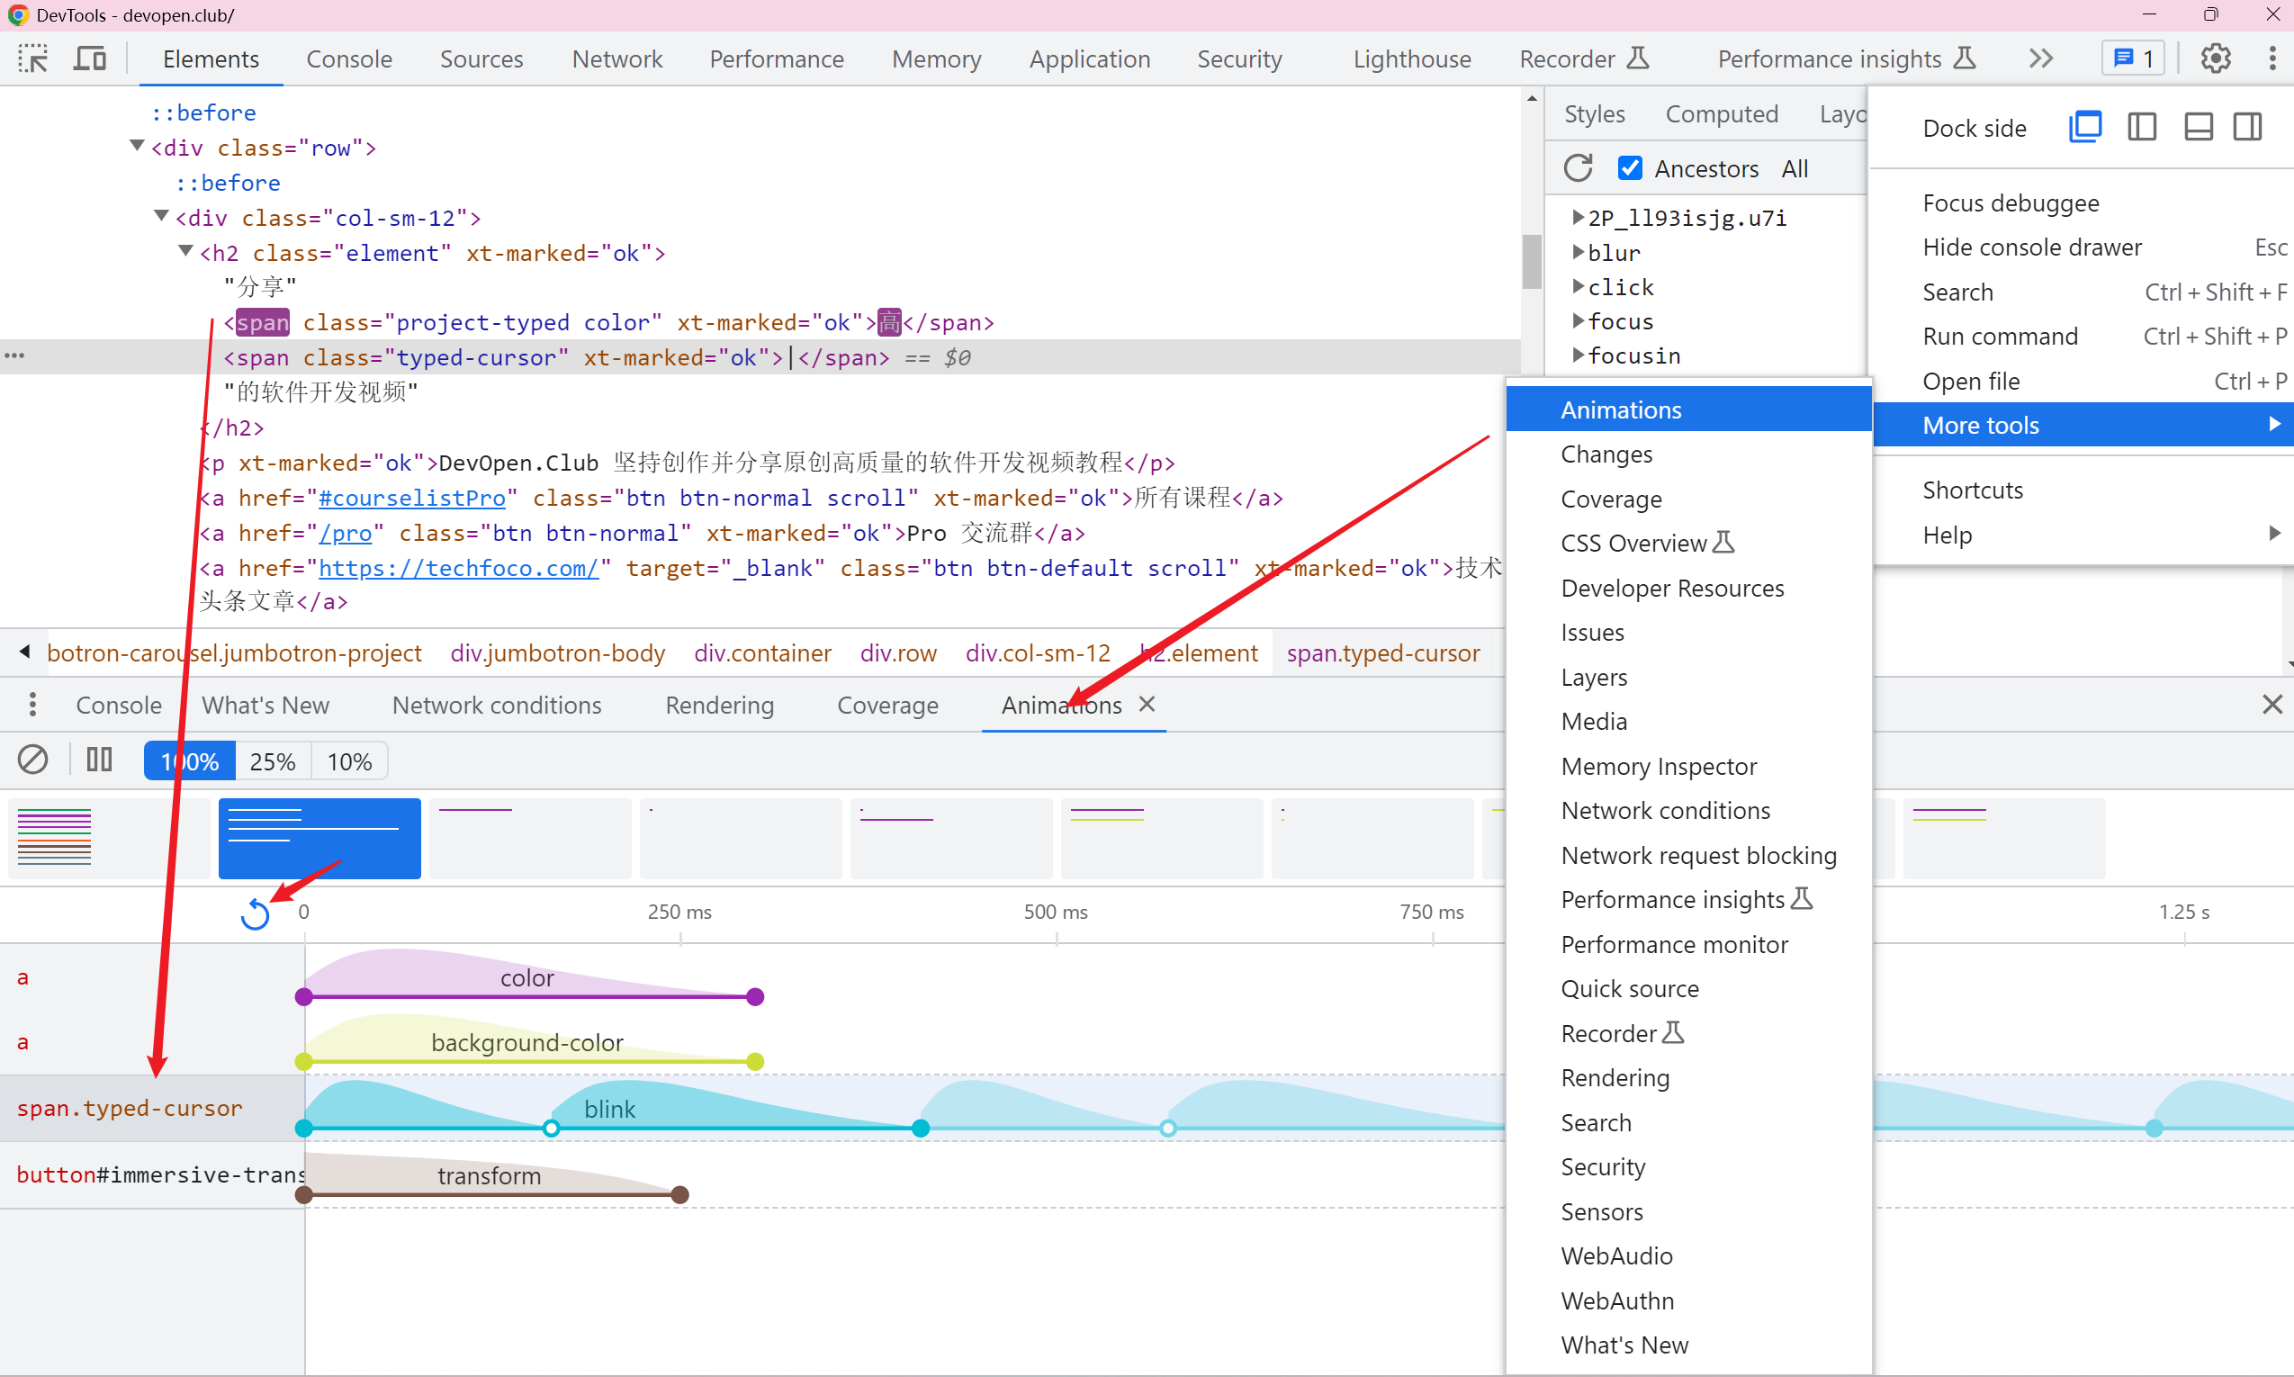 DevTools - devopen.club/
Elements Console Sources Network Performance Memory Application Security Lighthouse Recorder Performance insights 1
::before
<div class="row">
::before
<div class="col-sm-12">
<h2 class="element" xt-marked="ok">
"分享"
<span class="project-typed color" xt-marked="ok">高</span>
<span class="typed-cursor" xt-marked="ok">|</span> == $0
"的软件开发视频"
</h2>
<p xt-marked="ok">DevOpen.Club 坚持创作并分享原创高质量的软件开发视频教程</p>
<a href="#courselistPro" class="btn btn-normal scroll" xt-marked="ok">所有课程</a>
<a href="/pro" class="btn btn-normal" xt-marked="ok">Pro 交流群</a>
<a href="https://techfoco.com/" target="_blank" class="btn btn-default scroll" xt-marked="ok">技术
头条文章</a>
botron-carousel.jumbotron-project div.jumbotron-body div.container div.row div.col-sm-12 h2.element span.typed-cursor
Styles Computed Layo
Ancestors All
2P_ll93isjg.u7i
blur
click
focus
focusin
Dock side
Focus debuggee
Hide console drawer Esc
Search Ctrl + Shift + F
Run command Ctrl + Shift + P
Open file Ctrl + P
More tools
Shortcuts
Help
Animations
Changes
Coverage
CSS Overview
Developer Resources
Issues
Layers
Media
Memory Inspector
Network conditions
Network request blocking
Performance insights
Performance monitor
Quick source
Recorder
Rendering
Search
Security
Sensors
WebAudio
WebAuthn
What's New
Console What's New Network conditions Rendering Coverage Animations
100% 25% 10%
0 250 ms 500 ms 750 ms 1.25 s
a color
a background-color
span.typed-cursor blink
button#immersive-trans transform